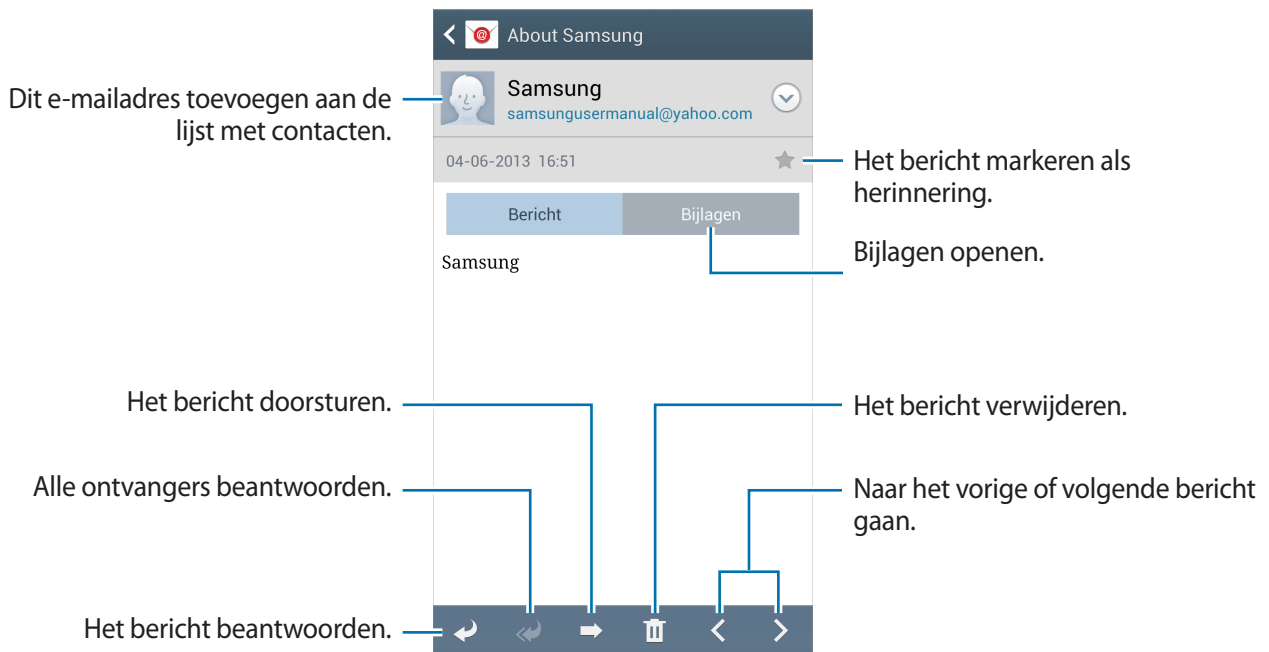 About Samsung
Dit e-mailadres toevoegen aan de
lijst met contacten.
Samsung
samsungusermanual@yahoo.com
04-06-2013 16:51
Het bericht markeren als
herinnering.
Bericht
Bijlagen
Bijlagen openen.
Samsung
Het bericht doorsturen.
Het bericht verwijderen.
Alle ontvangers beantwoorden.
Naar het vorige of volgende bericht
gaan.
Het bericht beantwoorden.